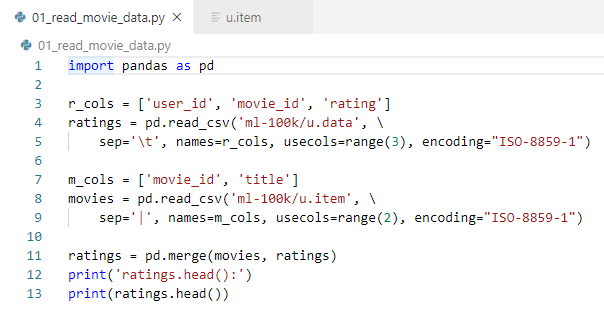 01_read_movie_data.py × u.item
01_read_movie_data.py
1 import pandas as pd
2
3 r_cols = ['user_id', 'movie_id', 'rating']
4 ratings = pd.read_csv('ml-100k/u.data', \
5     sep='\t', names=r_cols, usecols=range(3), encoding="ISO-8859-1")
6
7 m_cols = ['movie_id', 'title']
8 movies = pd.read_csv('ml-100k/u.item', \
9     sep='|', names=m_cols, usecols=range(2), encoding="ISO-8859-1")
10
11 ratings = pd.merge(movies, ratings)
12 print('ratings.head():')
13 print(ratings.head())